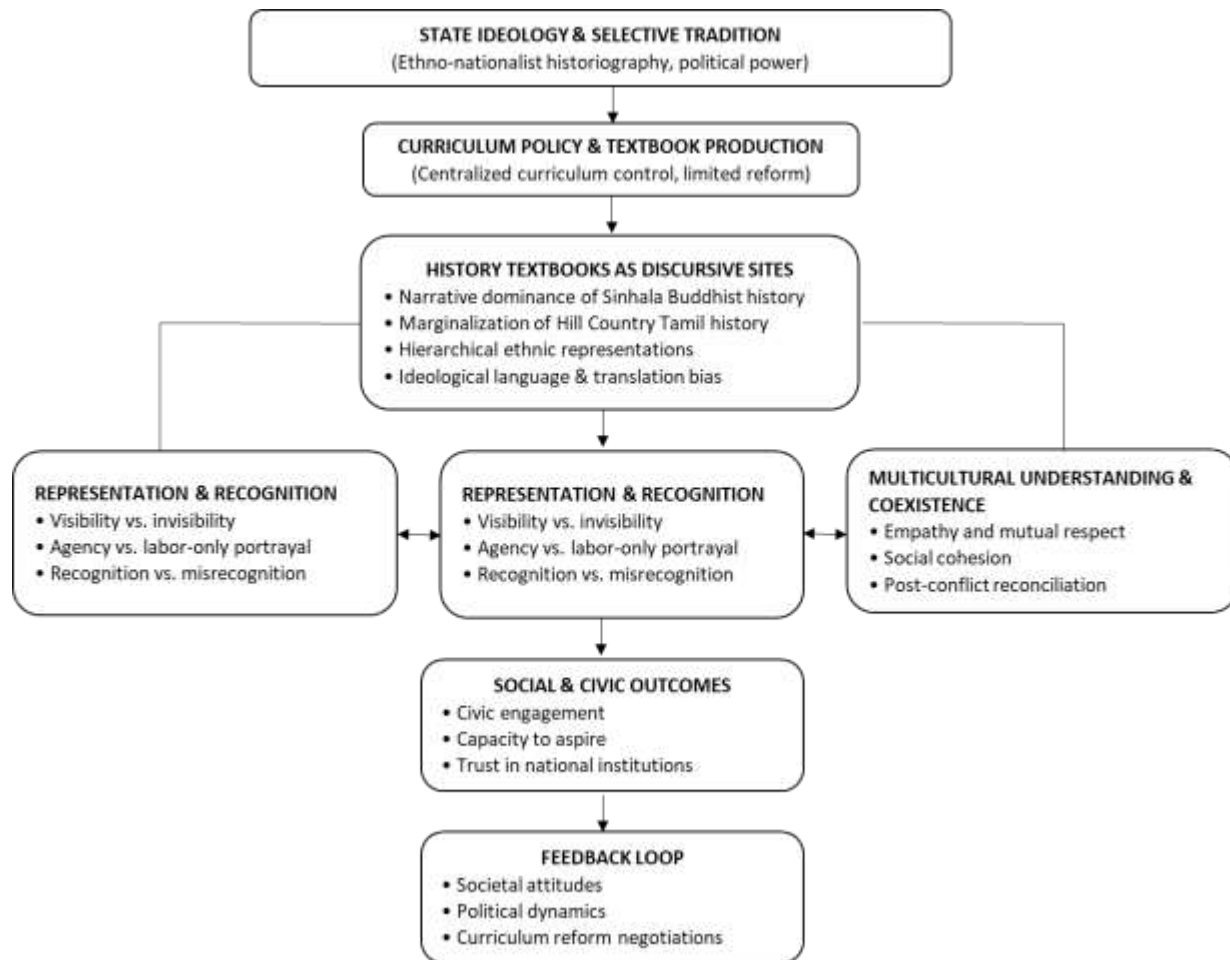 STATE IDEOLOGY & SELECTIVE TRADITION
(Ethno-nationalist historiography, political power)
CURRICULUM POLICY & TEXTBOOK PRODUCTION
(Centralized curriculum control, limited reform)
HISTORY TEXTBOOKS AS DISCURSIVE SITES
• Narrative dominance of Sinhala Buddhist history
• Marginalization of Hill Country Tamil history
• Hierarchical ethnic representations
• Ideological language & translation bias
REPRESENTATION & RECOGNITION
• Visibility vs. invisibility
• Agency vs. labor-only portrayal
• Recognition vs. misrecognition
REPRESENTATION & RECOGNITION
• Visibility vs. invisibility
• Agency vs. labor-only portrayal
• Recognition vs. misrecognition
MULTICULTURAL UNDERSTANDING &
COEXISTENCE
• Empathy and mutual respect
• Social cohesion
• Post-conflict reconciliation
SOCIAL & CIVIC OUTCOMES
• Civic engagement
• Capacity to aspire
• Trust in national institutions
FEEDBACK LOOP
• Societal attitudes
• Political dynamics
• Curriculum reform negotiations